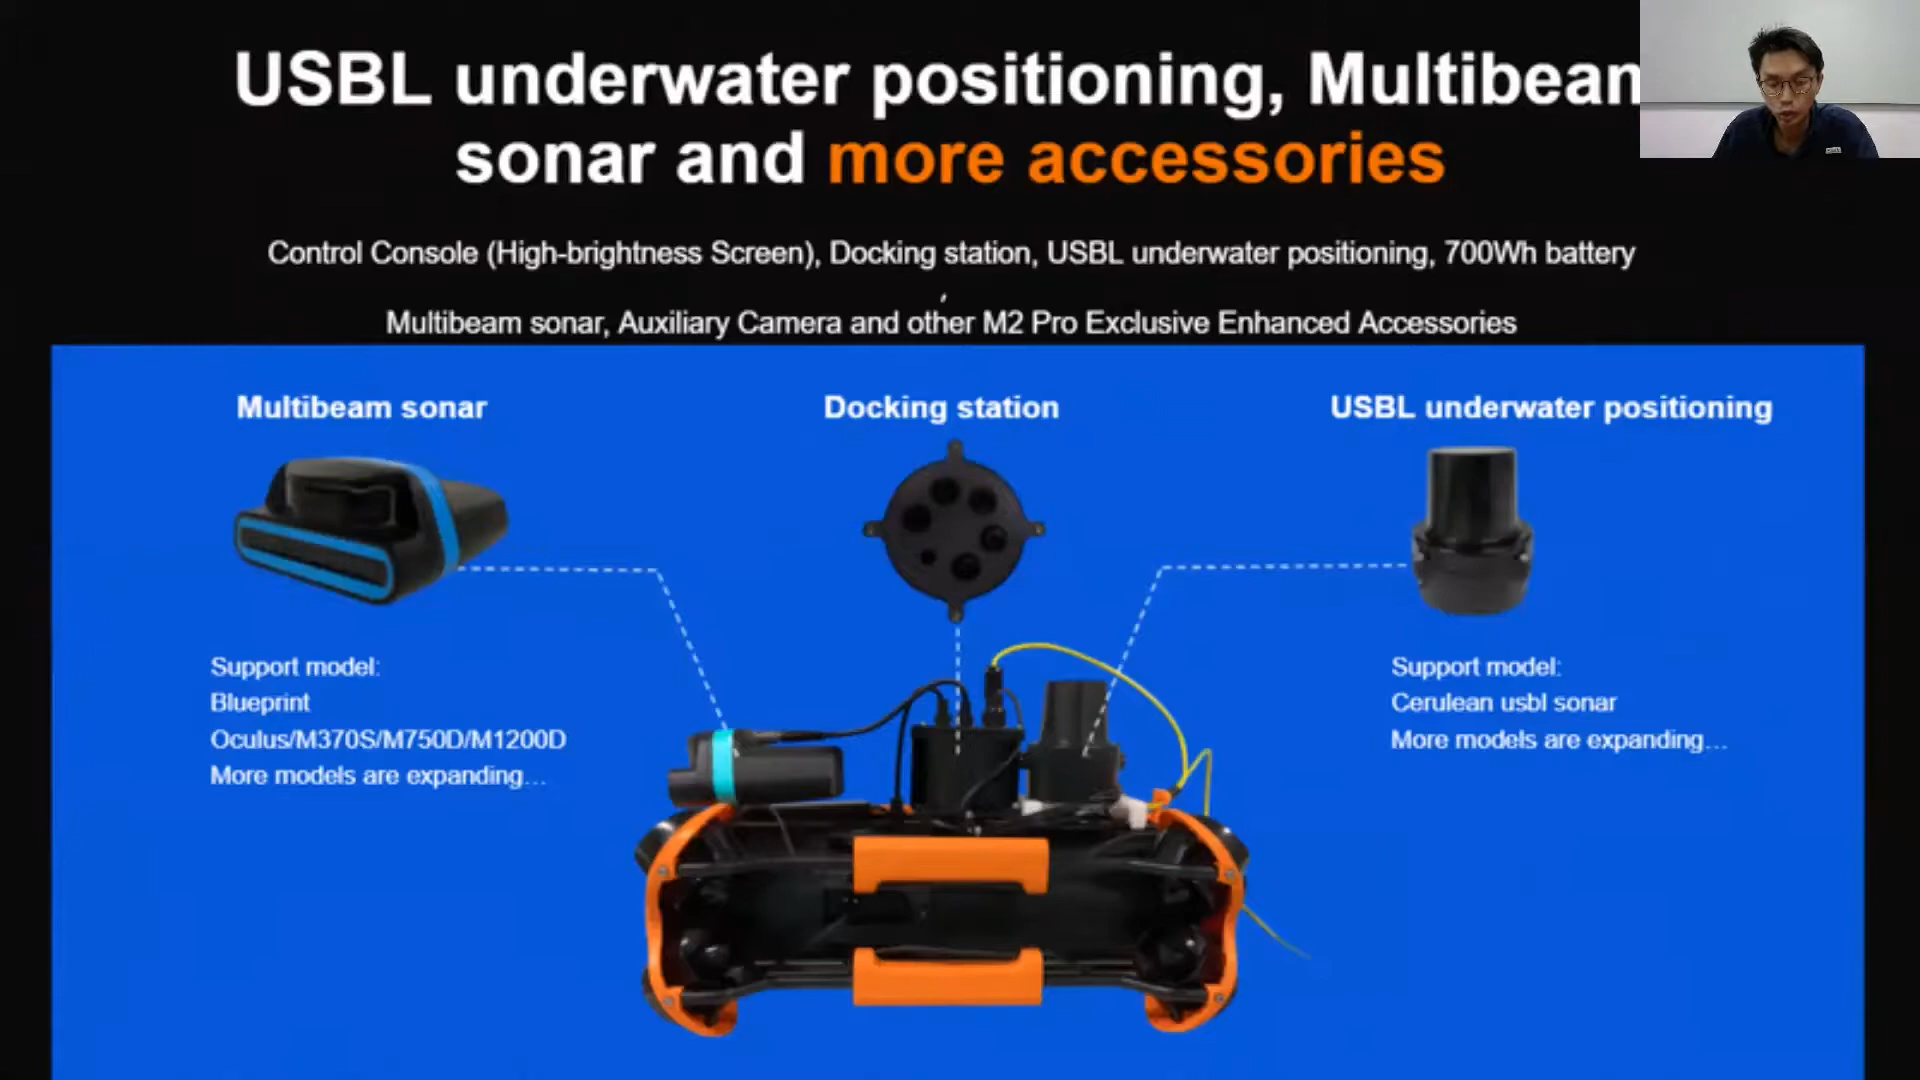 USBL underwater positioning, Multibeam
sonar and more accessories
Control Console (High-brightness Screen), Docking station, USBL underwater positioning, 700Wh battery
,
Multibeam sonar, Auxiliary Camera and other M2 Pro Exclusive Enhanced Accessories
Multibeam sonar
Docking station
USBL underwater positioning
Support model:
Blueprint
Oculus/M370S/M750D/M1200D
More models are expanding...
Support model:
Cerulean usbl sonar
More models are expanding...